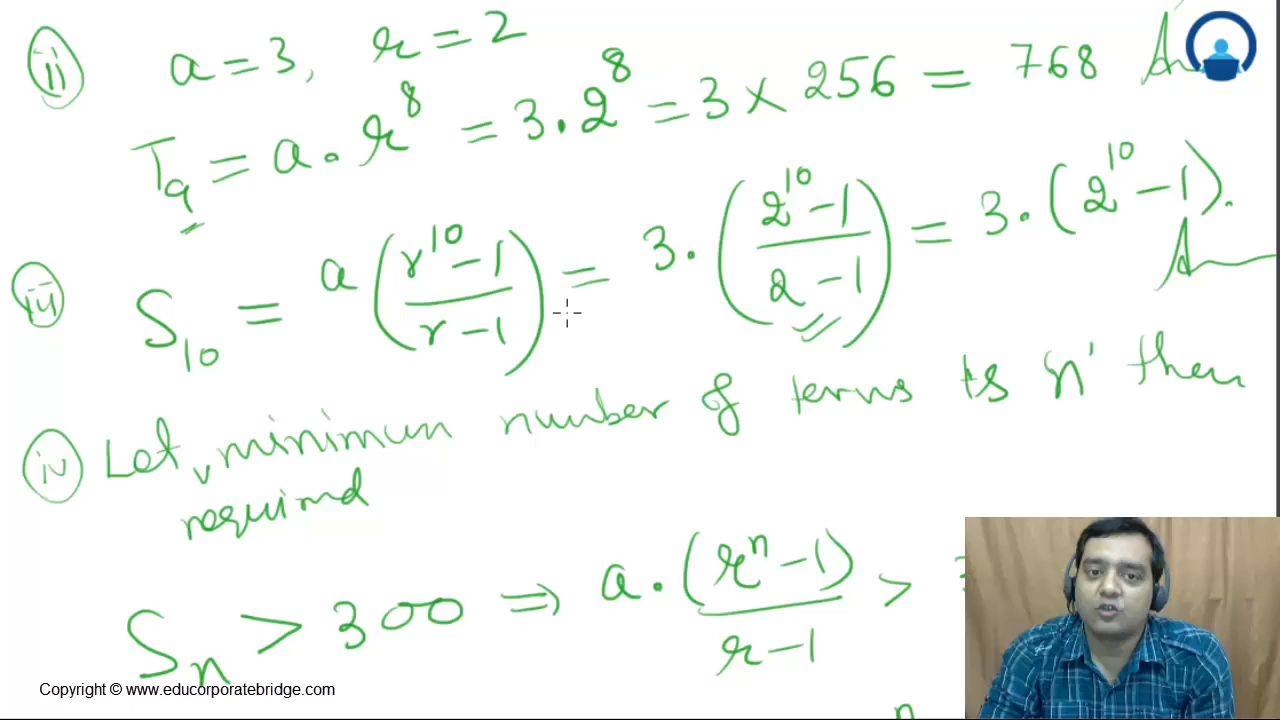 ii a = 3, r = 2
T9 = a · r^8 = 3 · 2^8 = 3 × 256 = 768
iii S10 = a (r^10 − 1 / r − 1) = 3 · (2^10 − 1 / 2 − 1) = 3 · (2^10 − 1).
iv Let, minimum number of terms is 'n' then
required
Sn > 300 ⇒ a · (r^n − 1) / r − 1 >
n
Copyright © www.educorporatebridge.com